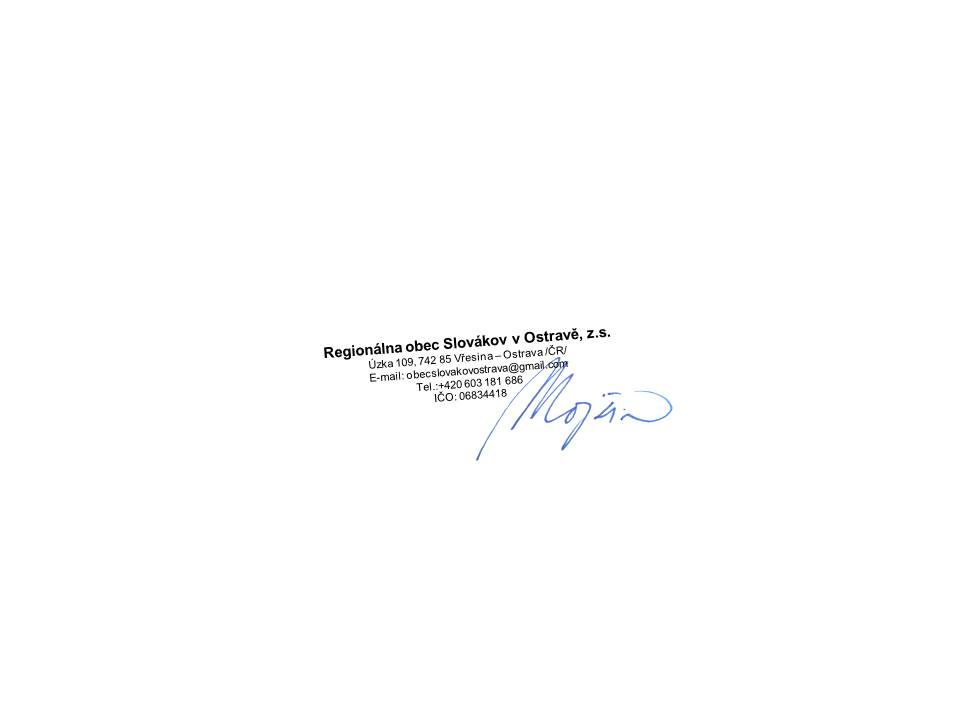 Regionálna obec Slovákov v Ostravě, z.s.
Úzka 109, 742 85 Vřesina – Ostrava /ČR/
E-mail: obecslovakovostrava@gmail.com
Tel.:+420 603 181 686
IČO: 06834418